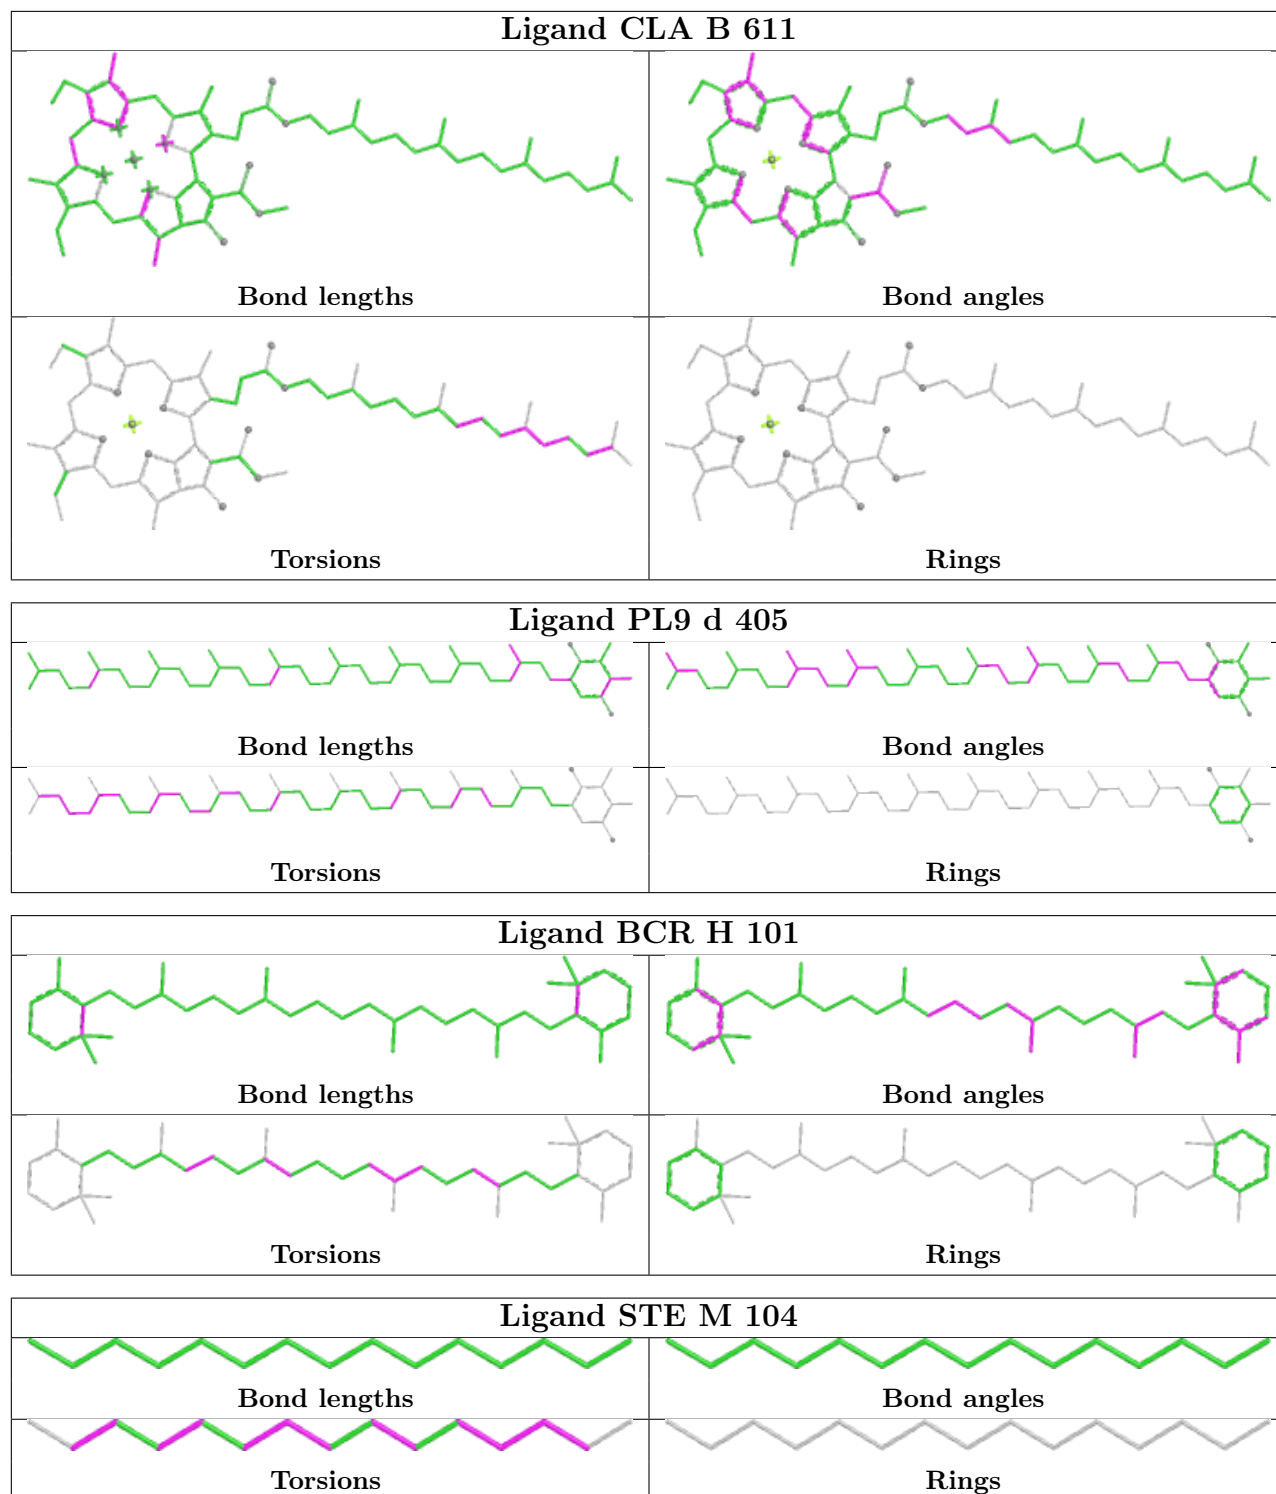 Ligand CLA B 611
Bond lengths
Bond angles
Torsions
Rings
Ligand PL9 d 405
Bond lengths
Bond angles
Torsions
Rings
Ligand BCR H 101
Bond lengths
Bond angles
Torsions
Rings
Ligand STE M 104
Bond lengths
Bond angles
Torsions
Rings